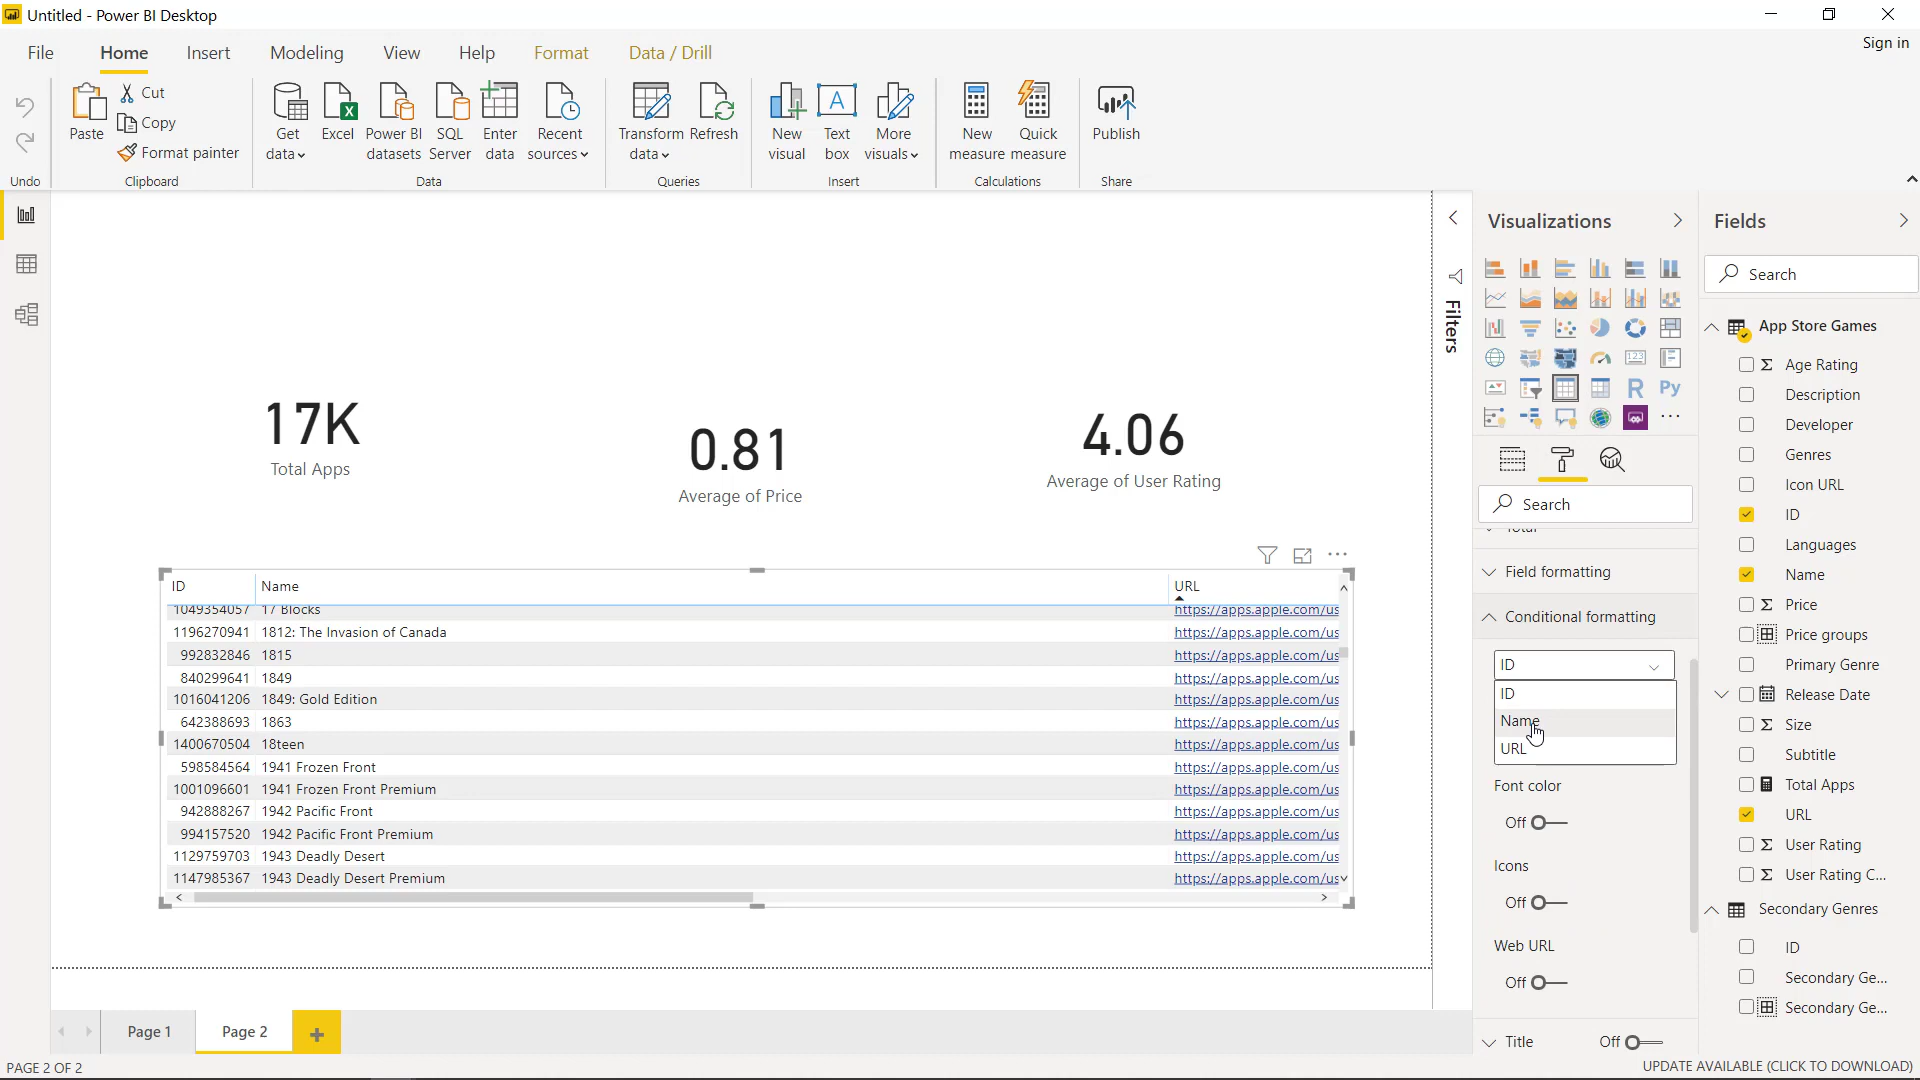 Untitled - Power BI Desktop
Sign in
File Home Insert Modeling View Help Format Data / Drill
Paste
Cut
Copy
Format painter
Get data
Excel
Power BI datasets
SQL Server
Enter data
Recent sources
Transform data
Refresh
New visual
Text box
More visuals
New measure
Quick measure
Publish
Undo
Clipboard
Data
Queries
Insert
Calculations
Share
17K
Total Apps
0.81
Average of Price
4.06
Average of User Rating
ID Name URL
1049354057 17 Blocks https://apps.apple.com/us
1196270941 1812: The Invasion of Canada https://apps.apple.com/us
992832846 1815 https://apps.apple.com/us
840299641 1849 https://apps.apple.com/us
1016041206 1849: Gold Edition https://apps.apple.com/us
642388693 1863 https://apps.apple.com/us
1400670504 18teen https://apps.apple.com/us
598584564 1941 Frozen Front https://apps.apple.com/us
1001096601 1941 Frozen Front Premium https://apps.apple.com/us
942888267 1942 Pacific Front https://apps.apple.com/us
994157520 1942 Pacific Front Premium https://apps.apple.com/us
1129759703 1943 Deadly Desert https://apps.apple.com/us
1147985367 1943 Deadly Desert Premium https://apps.apple.com/us
Filters
Visualizations
123
R
Py
Search
Total
Field formatting
Conditional formatting
ID
ID
Name
URL
Font color
Off
Icons
Off
Web URL
Off
Title Off
Fields
Search
App Store Games
Age Rating
Description
Developer
Genres
Icon URL
ID
Languages
Name
Price
Price groups
Primary Genre
Release Date
Size
Subtitle
Total Apps
URL
User Rating
User Rating C...
Secondary Genres
ID
Secondary Ge...
Secondary Ge...
Page 1
Page 2
PAGE 2 OF 2
UPDATE AVAILABLE (CLICK TO DOWNLOAD)